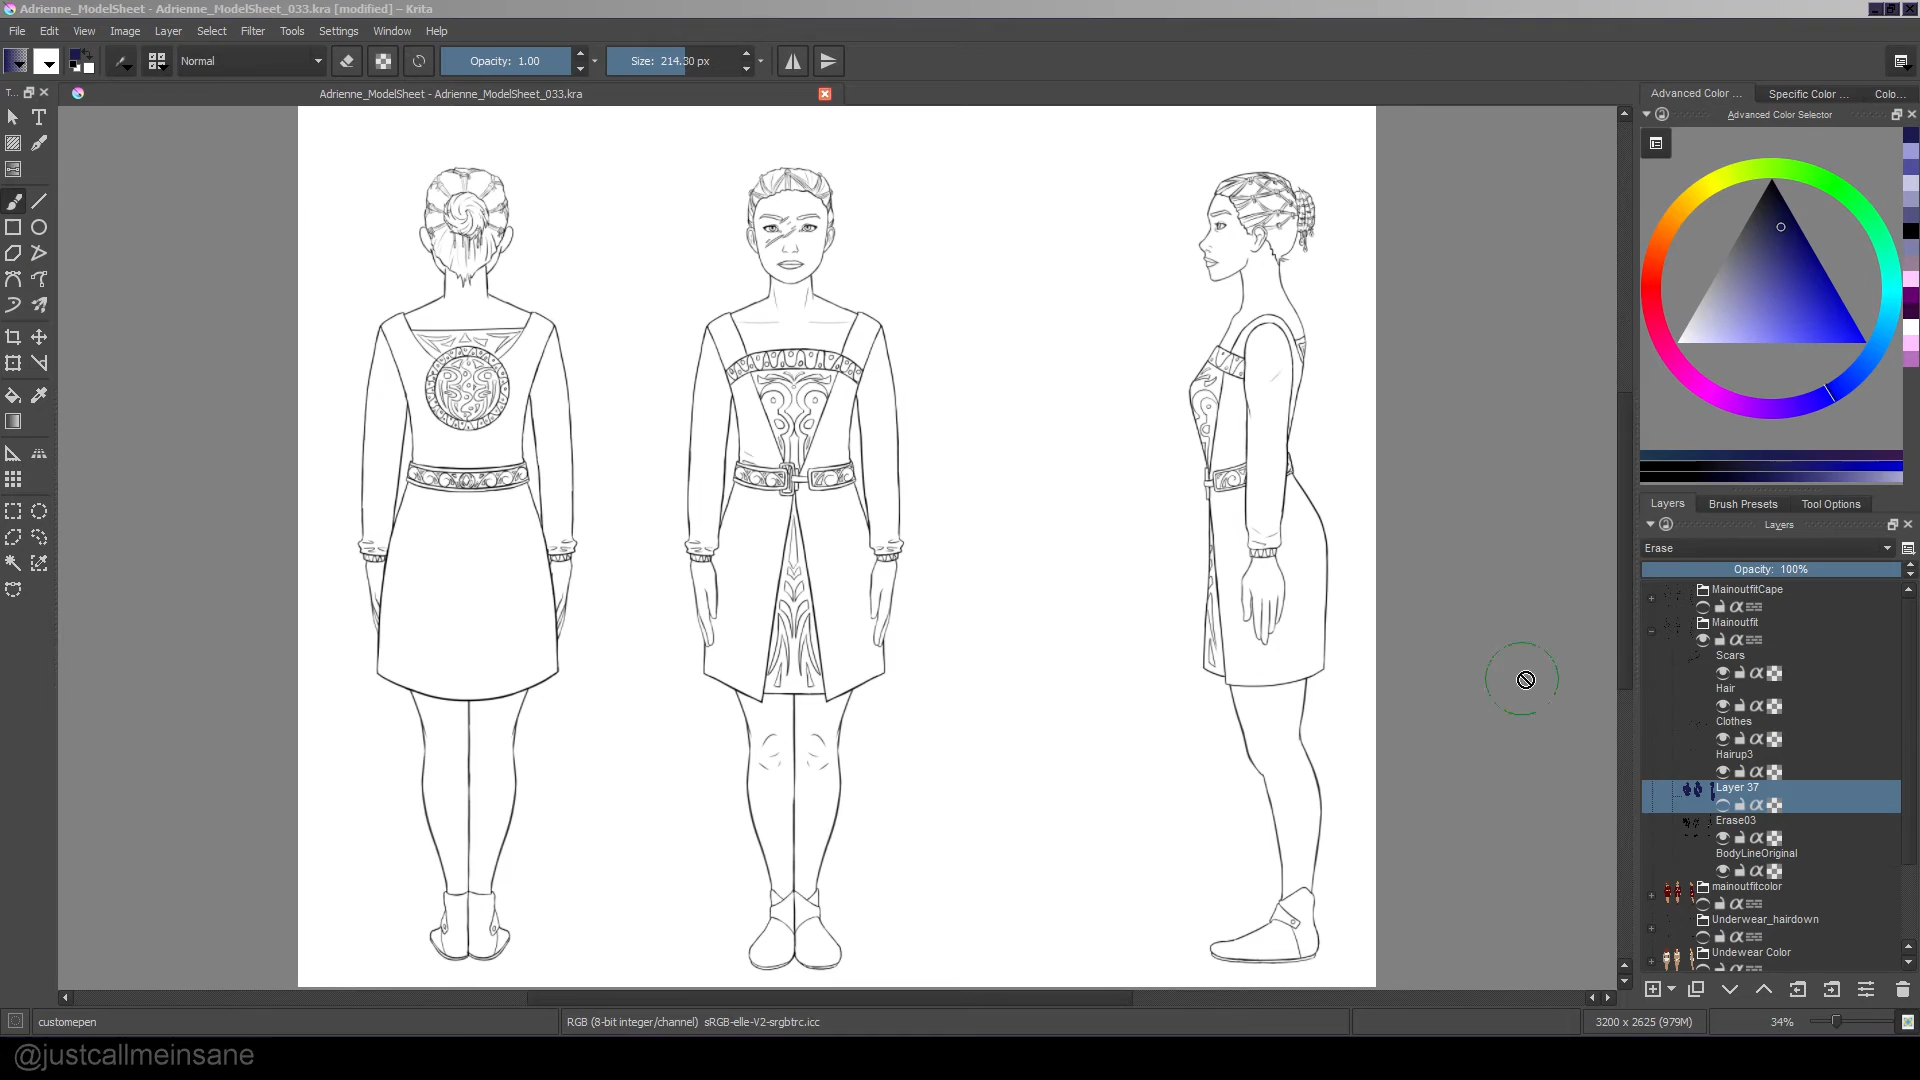 Adrienne_ModelSheet_033.kra [modified] – Krita
File Edit View Image Layer Select Filter Tools Settings Window Help
Normal
Opacity: 1.00
Size: 214.30 px
T...
Adrienne_ModelSheet - Adrienne_ModelSheet_033.kra
Advanced Color ...
Specific Color ...
Colo...
Advanced Color Selector
Layers
Brush Presets
Tool Options
Layers
Erase
Opacity: 100%
MainoutfitCape
Mainoutfit
Scars
Hair
Clothes
Hairup3
Layer 37
Erase03
BodyLineOriginal
mainoutfitcolor
Underwear_hairdown
Undewear Color
customepen
RGB (8-bit integer/channel) sRGB-elle-V2-srgbtrc.icc
3200 x 2625 (979M)
34%
@justcallmeinsane